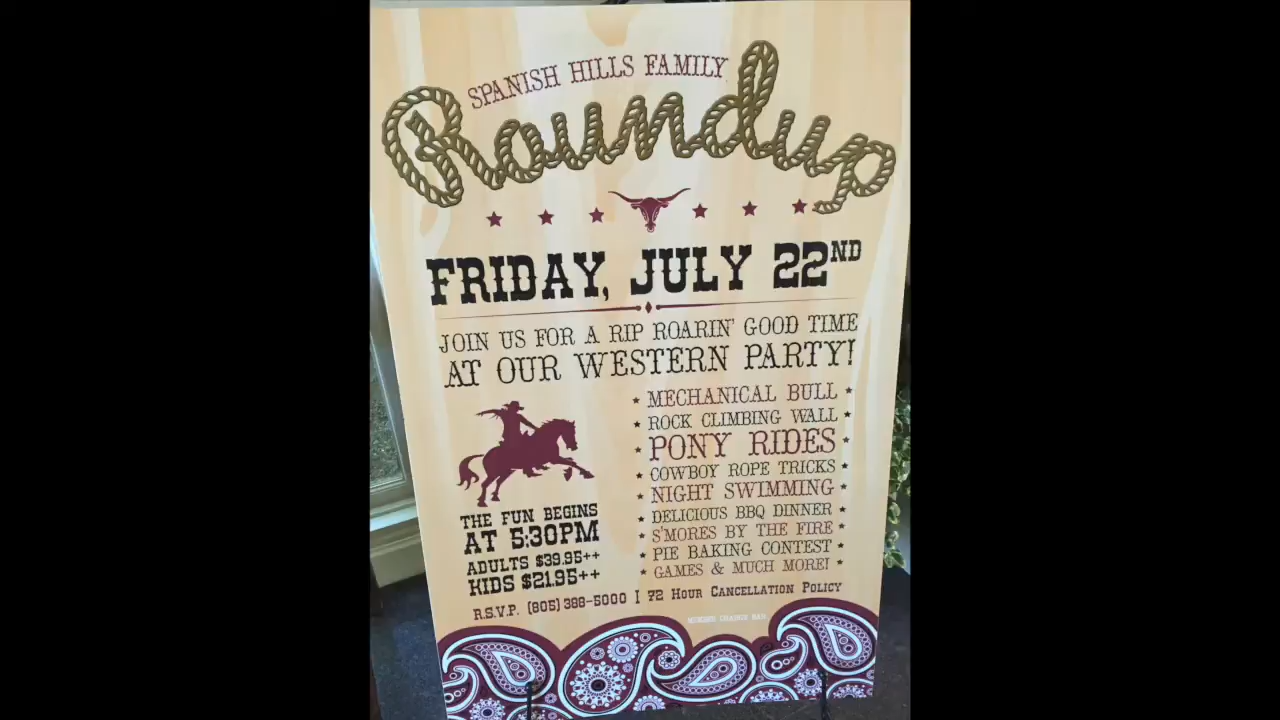 SPANISH HILLS FAMILY
Roundup
FRIDAY, JULY 22ND
JOIN US FOR A RIP ROARIN' GOOD TIME
AT OUR WESTERN PARTY!
MECHANICAL BULL
ROCK CLIMBING WALL
PONY RIDES
COWBOY ROPE TRICKS
NIGHT SWIMMING
DELICIOUS BBQ DINNER
S'MORES BY THE FIRE
PIE BAKING CONTEST
GAMES & MUCH MORE!
THE FUN BEGINS
AT 5:30PM
ADULTS $39.95++
KIDS $21.95++
R.S.V.P. (805) 388-5000 | 72 HOUR CANCELLATION POLICY